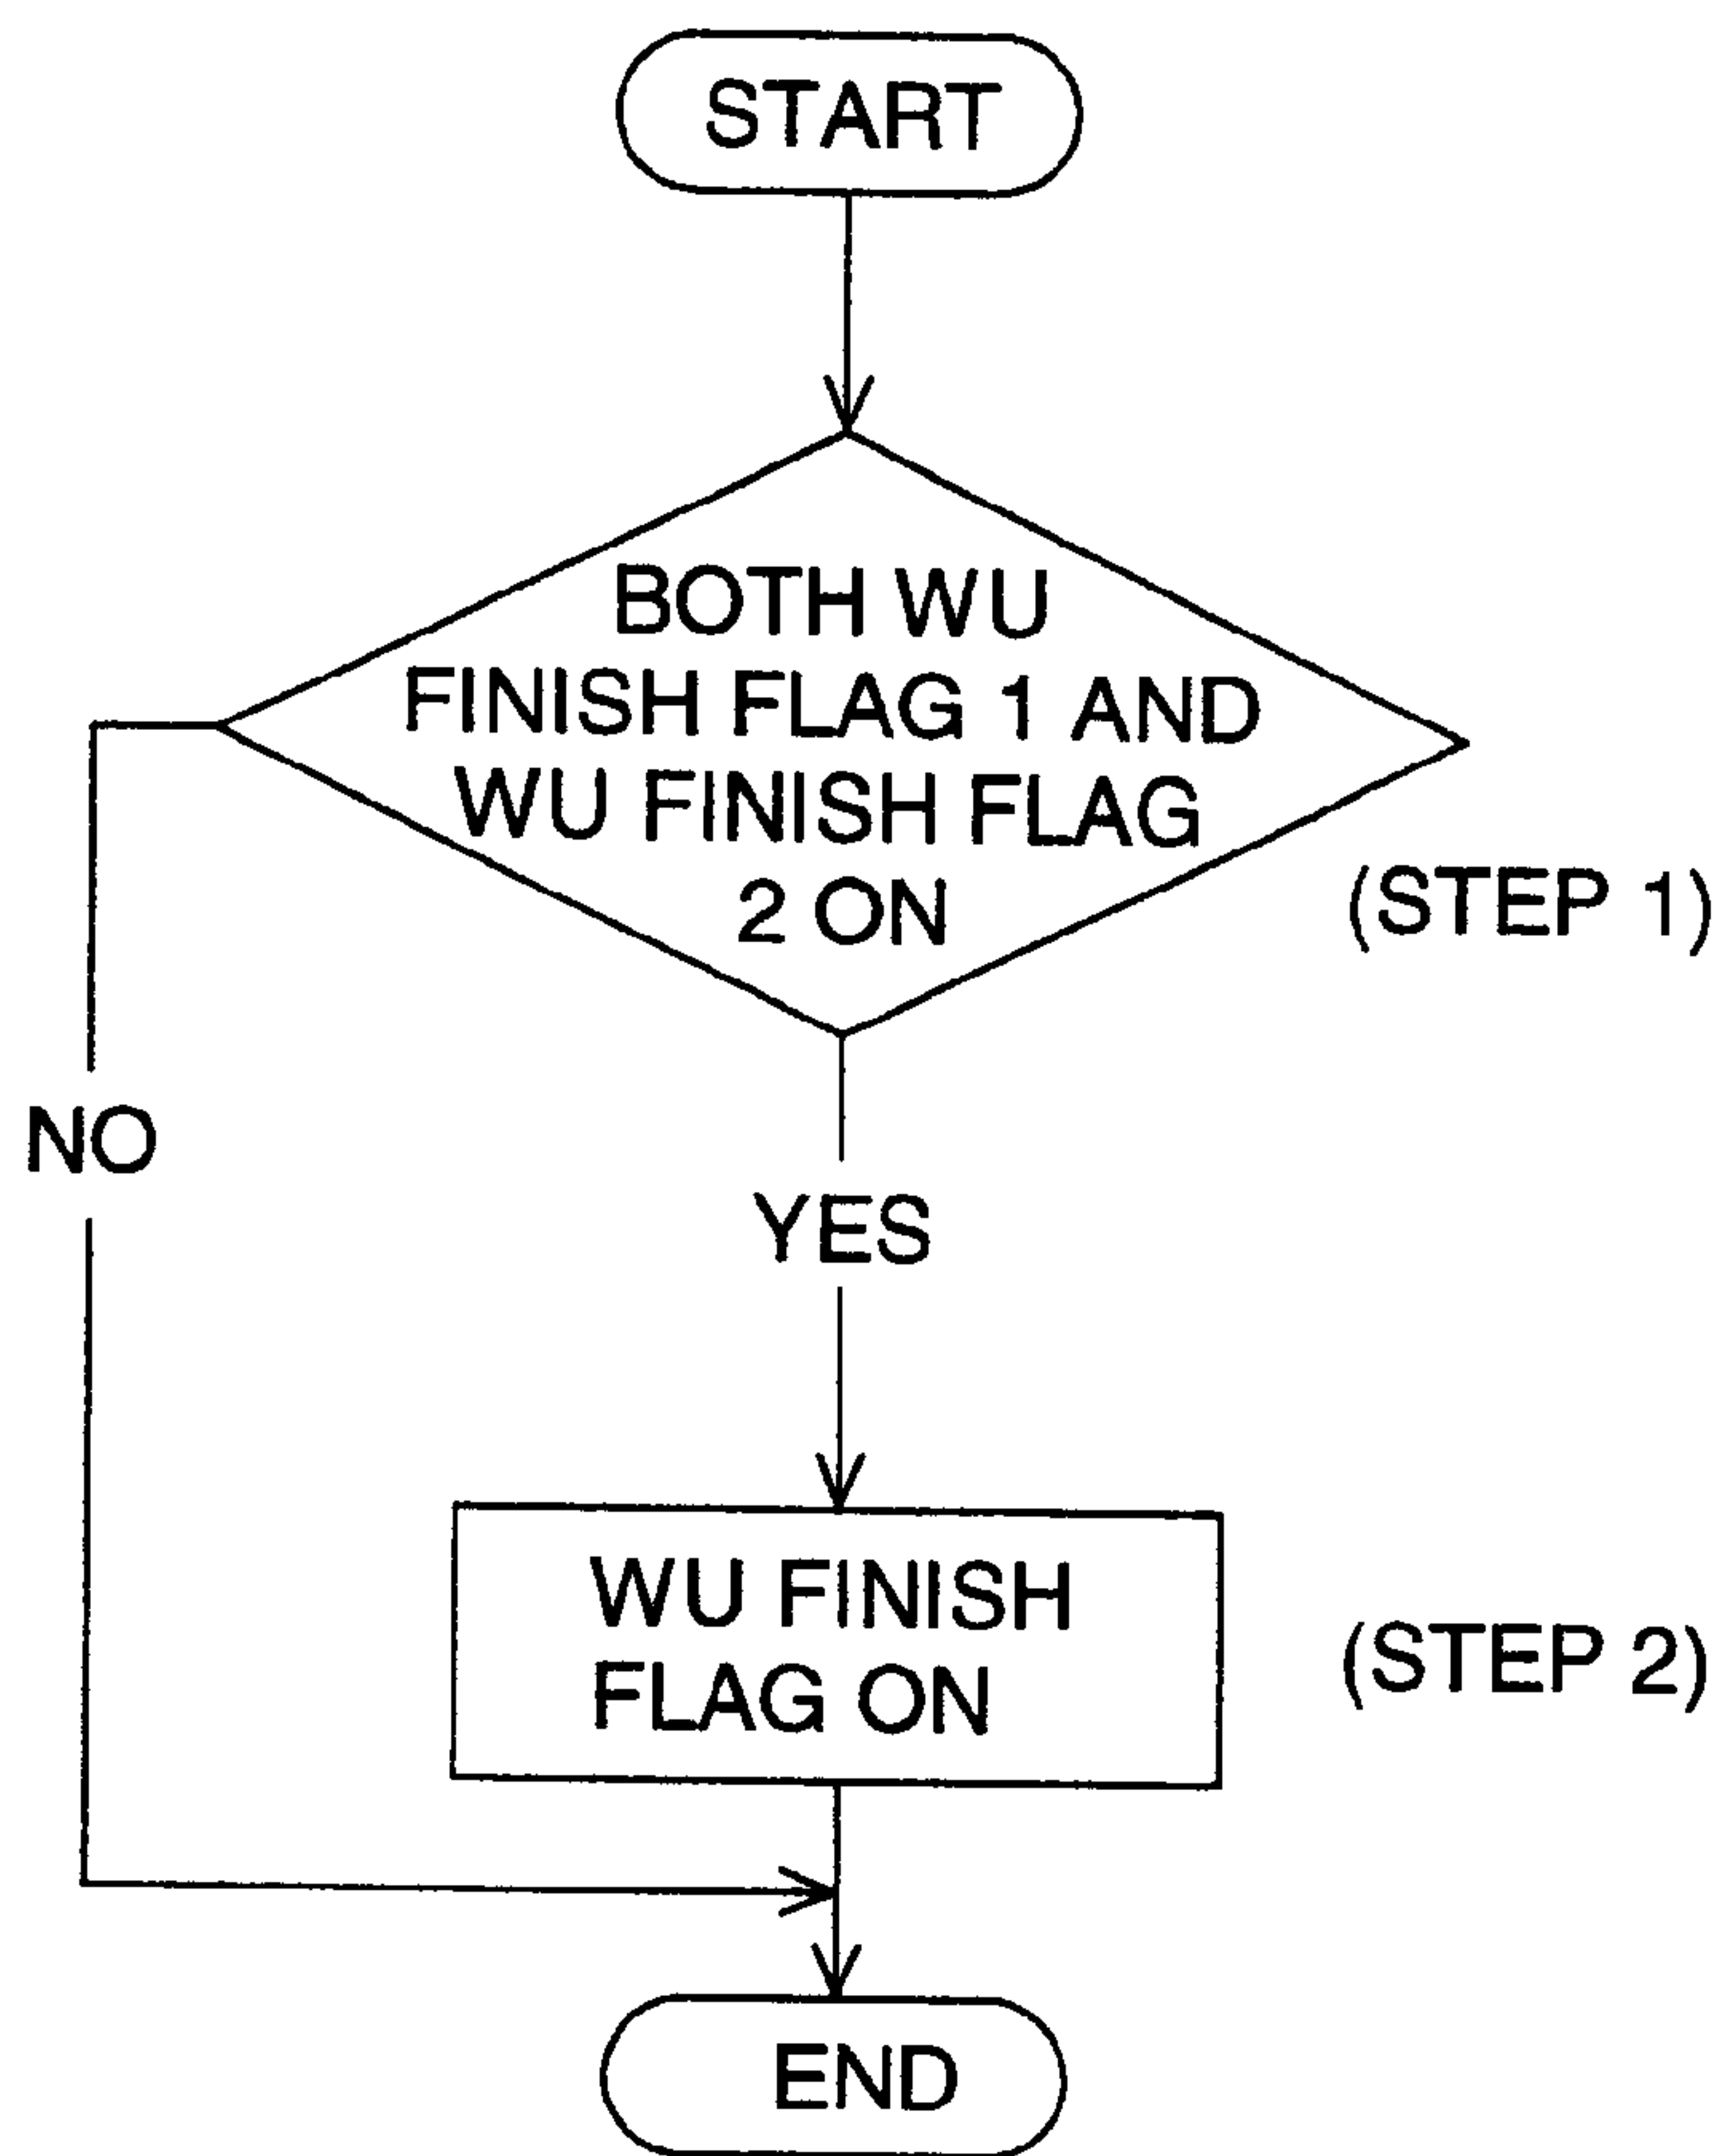 START
BOTH WU
FINISH FLAG 1 AND
WU FINISH FLAG
2 ON
(STEP 1)
NO
YES
WU FINISH
FLAG ON
(STEP 2)
END